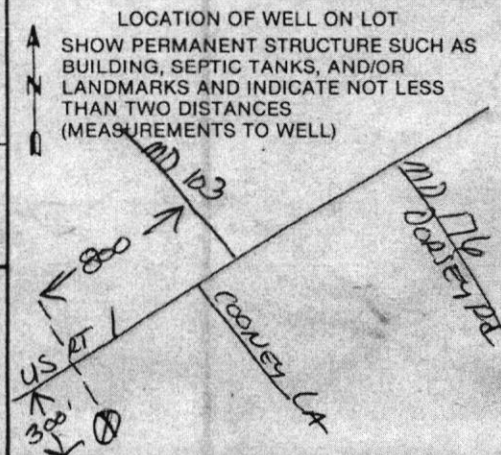 LOCATION OF WELL ON LOT
SHOW PERMANENT STRUCTURE SUCH AS
BUILDING, SEPTIC TANKS, AND/OR
LANDMARKS AND INDICATE NOT LESS
THAN TWO DISTANCES
(MEASUREMENTS TO WELL)
N
MD 103
MD 176
DORSEY Rd
800
COONEY LA
US RT 1
300'